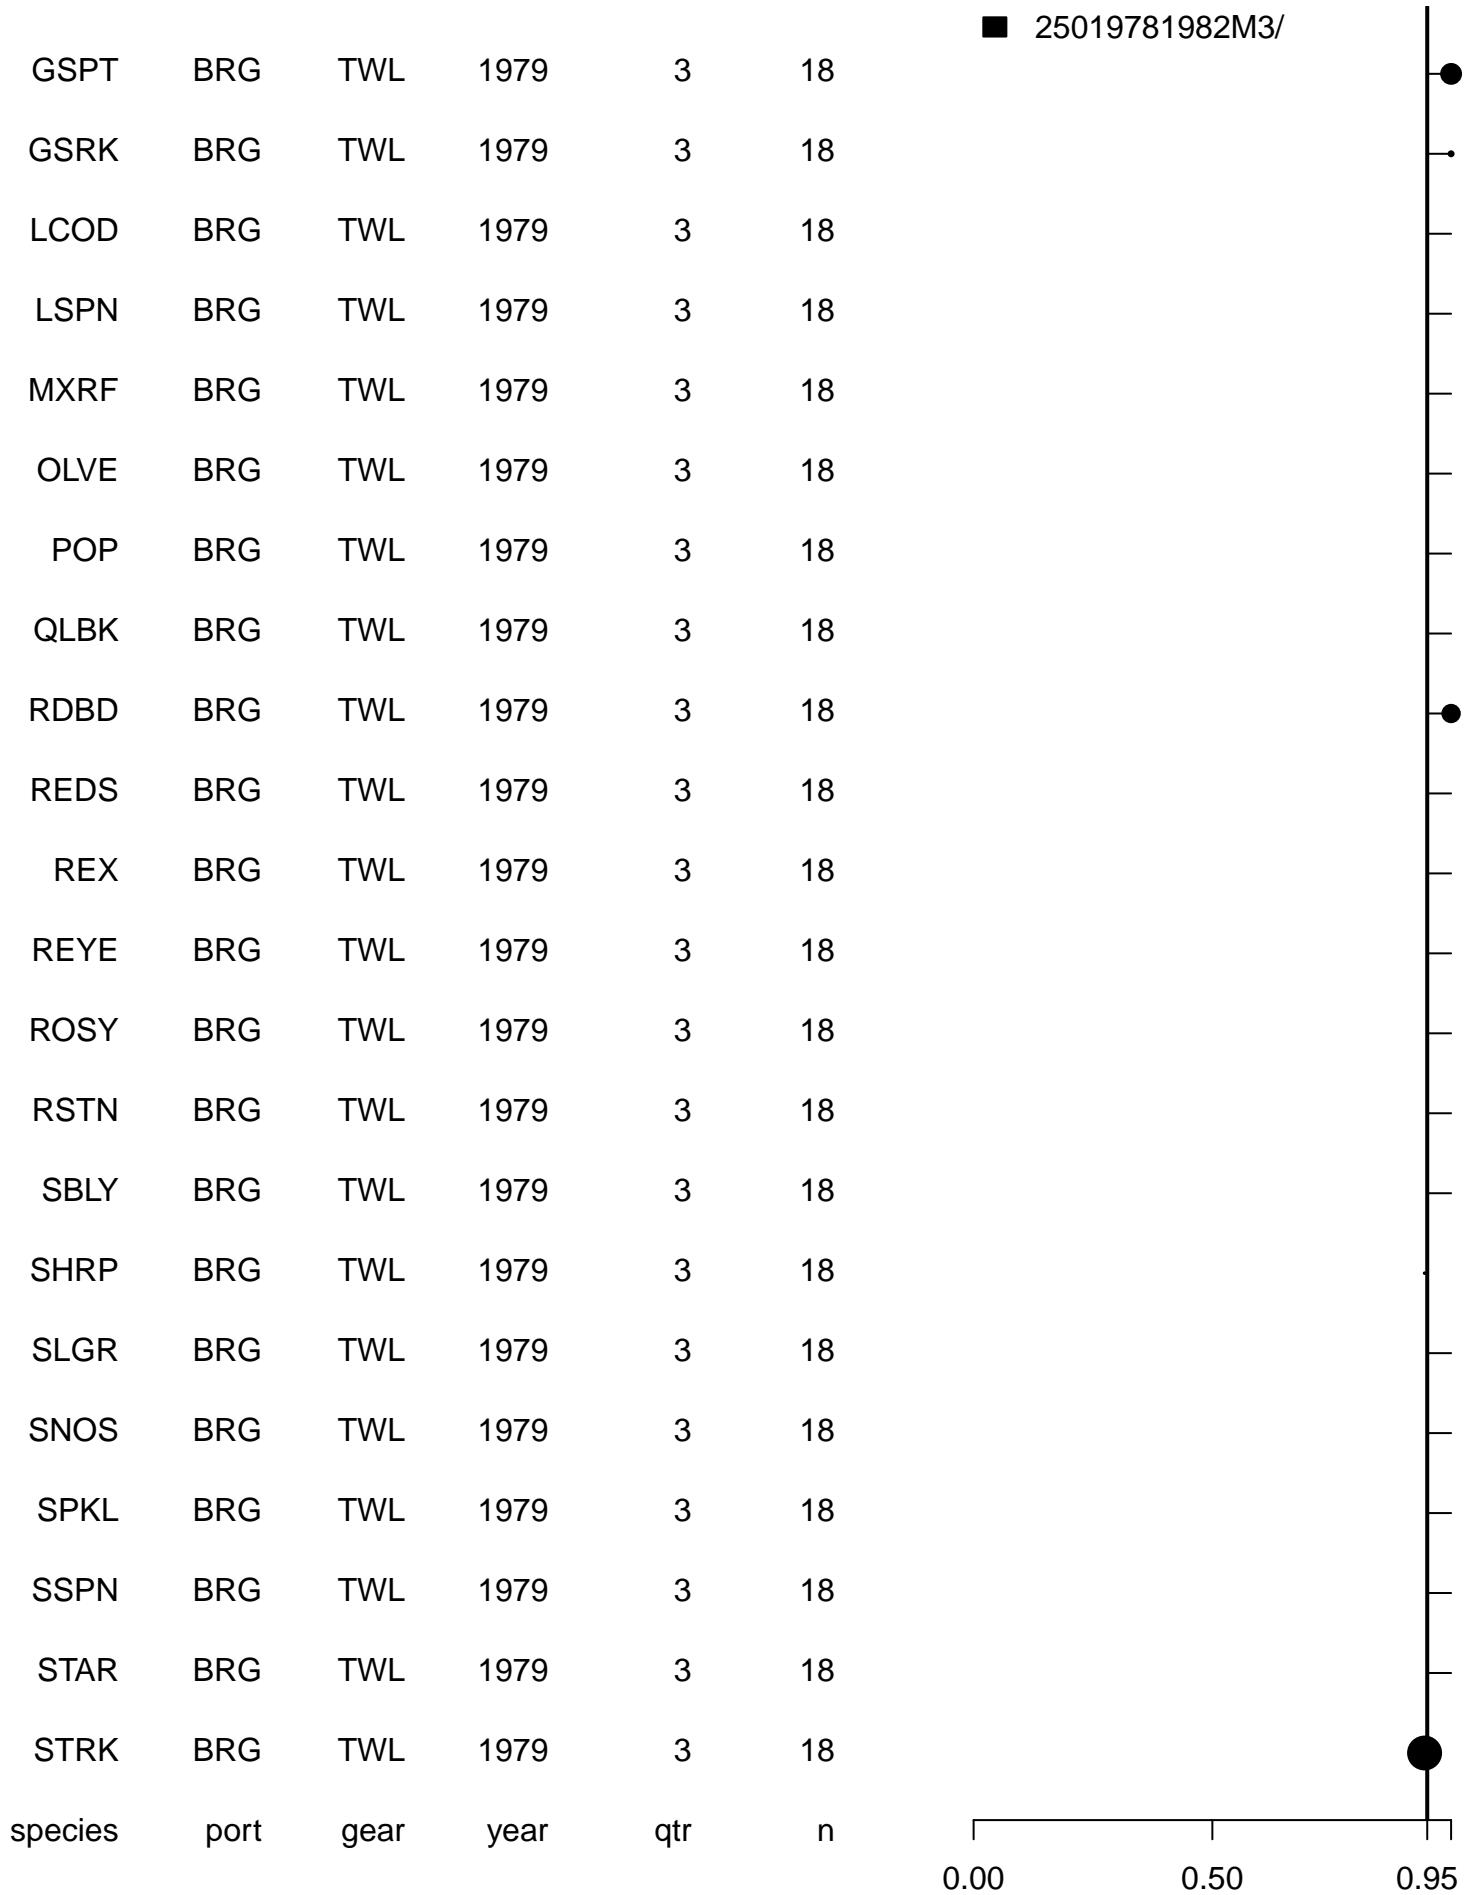 25019781982M3/
GSPT BRG TWL 1979 3 18
GSRK BRG TWL 1979 3 18
LCOD BRG TWL 1979 3 18
LSPN BRG TWL 1979 3 18
MXRF BRG TWL 1979 3 18
OLVE BRG TWL 1979 3 18
POP BRG TWL 1979 3 18
QLBK BRG TWL 1979 3 18
RDBD BRG TWL 1979 3 18
REDS BRG TWL 1979 3 18
REX BRG TWL 1979 3 18
REYE BRG TWL 1979 3 18
ROSY BRG TWL 1979 3 18
RSTN BRG TWL 1979 3 18
SBLY BRG TWL 1979 3 18
SHRP BRG TWL 1979 3 18
SLGR BRG TWL 1979 3 18
SNOS BRG TWL 1979 3 18
SPKL BRG TWL 1979 3 18
SSPN BRG TWL 1979 3 18
STAR BRG TWL 1979 3 18
STRK BRG TWL 1979 3 18
species port gear year qtr n
0.00 0.50 0.95